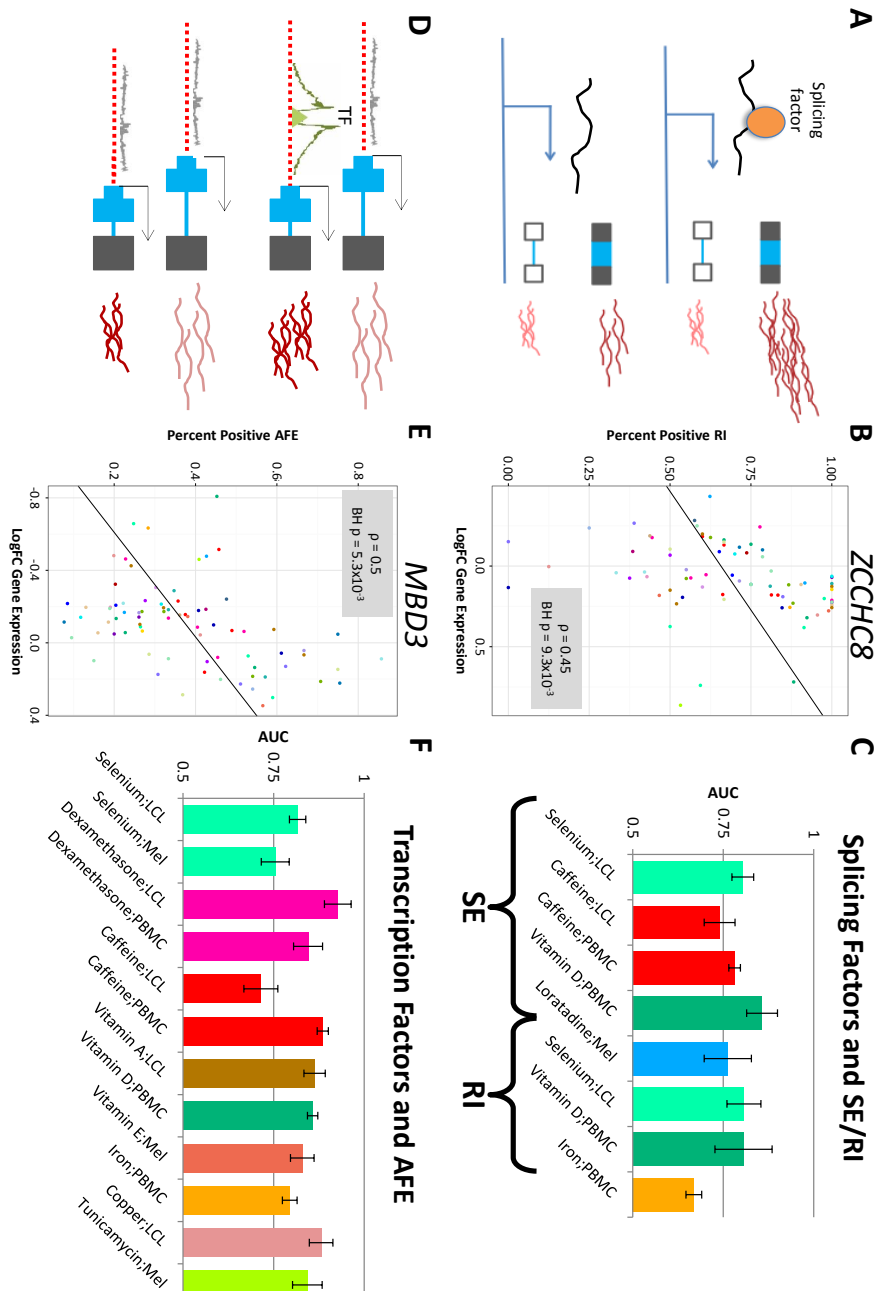 A
Splicing
factor
B
ZCCHC8
Percent Positive RI
1.00
0.75
0.50
0.25
0.00
0.0
0.5
LogFC Gene Expression
ρ = 0.45
BH p = 9.3x10⁻³
C
Splicing Factors and SE/RI
AUC
1
0.75
0.5
Selenium;LCL
Caffeine;LCL
Caffeine;PBMC
Vitamin D;PBMC
Loratadine;Mel
Selenium;LCL
Vitamin D;PBMC
Iron;PBMC
SE
RI
D
TF
E
MBD3
Percent Positive AFE
0.8
0.6
0.4
0.2
-0.8
-0.4
0.0
0.4
LogFC Gene Expression
ρ = 0.5
BH p = 5.3x10⁻³
F
Transcription Factors and AFE
AUC
1
0.75
0.5
Selenium;LCL
Selenium;Mel
Dexamethasone;LCL
Dexamethasone;PBMC
Caffeine;LCL
Caffeine;PBMC
Vitamin A;LCL
Vitamin D;PBMC
Vitamin E;Mel
Iron;PBMC
Copper;LCL
Tunicamycin;Mel